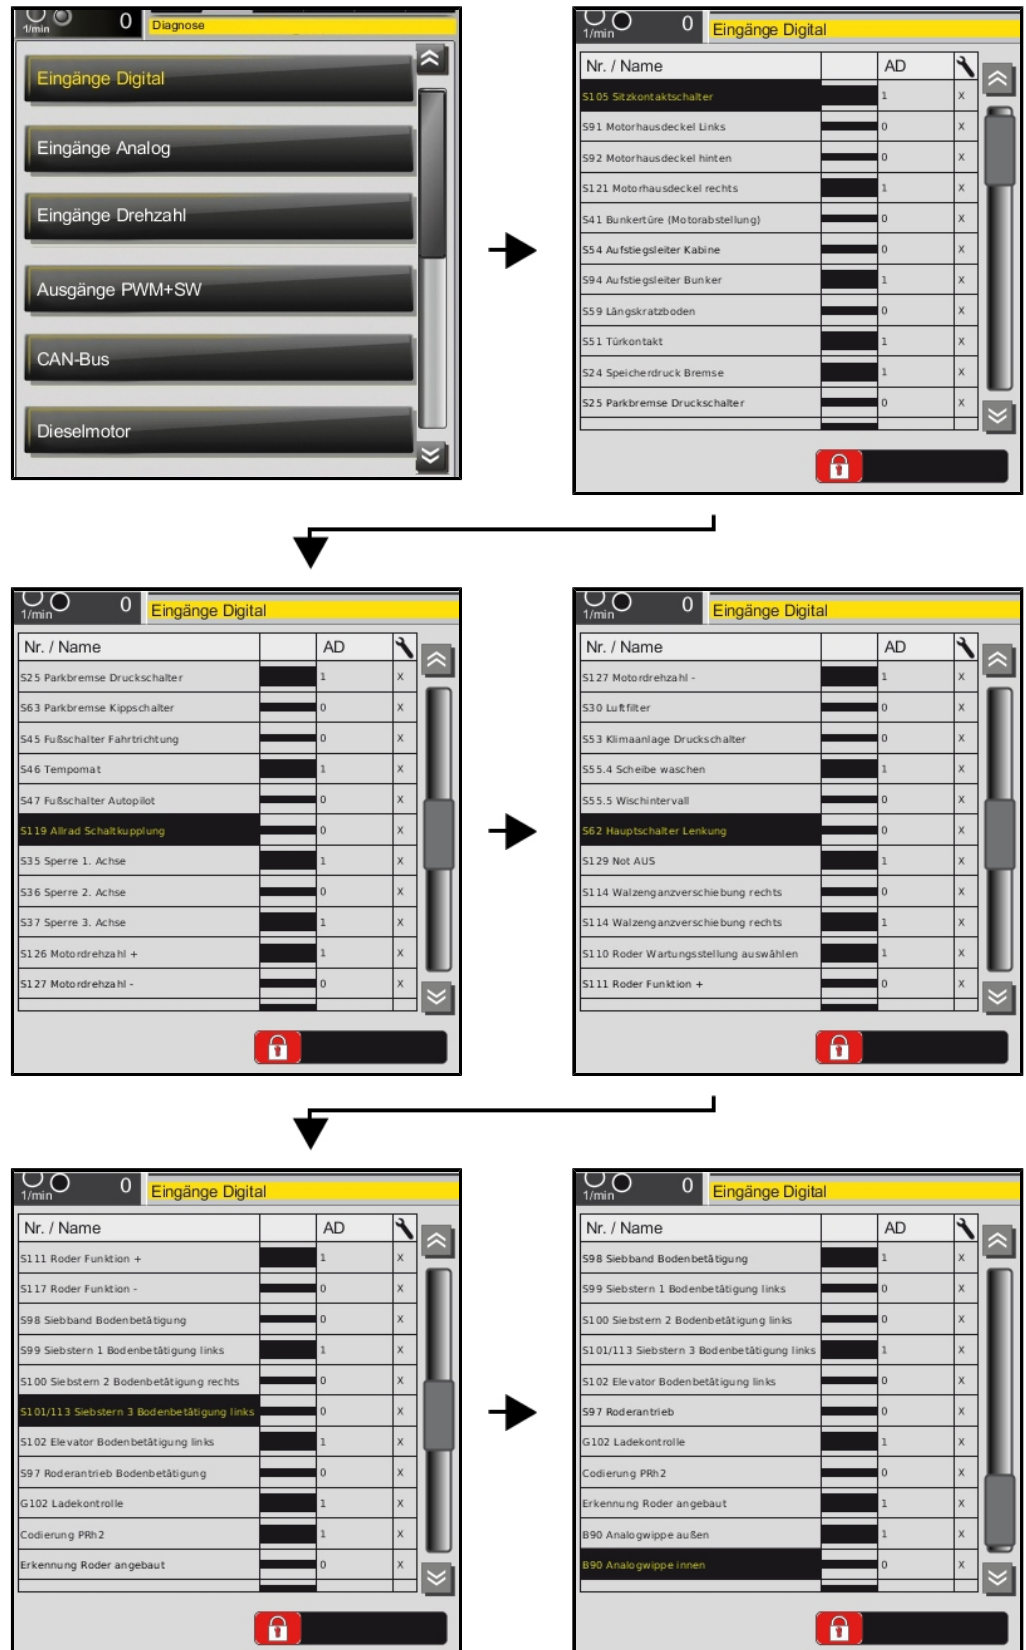 1/min 0 Diagnose
Eingänge Digital
Eingänge Analog
Eingänge Drehzahl
Ausgänge PWM+SW
CAN-Bus
Dieselmotor
1/min 0 Eingänge Digital
Nr. / Name AD
S105 Sitzkontaktschalter 1 X
S91 Motorhausdeckel Links 0 X
S92 Motorhausdeckel hinten 0 X
S121 Motorhausdeckel rechts 1 X
S41 Bunkertüre (Motorabstellung) 0 X
S54 Aufstiegsleiter Kabine 0 X
S94 Aufstiegsleiter Bunker 1 X
S59 Längskratzboden 0 X
S51 Türkontakt 1 X
S24 Speicherdruck Bremse 1 X
S25 Parkbremse Druckschalter 0 X
1/min 0 Eingänge Digital
Nr. / Name AD
S25 Parkbremse Druckschalter 1 X
S63 Parkbremse Kippschalter 0 X
S45 Fußschalter Fahrtrichtung 0 X
S46 Tempomat 1 X
S47 Fußschalter Autopilot 0 X
S119 Allrad Schaltkupplung 0 X
S35 Sperre 1. Achse 1 X
S36 Sperre 2. Achse 0 X
S37 Sperre 3. Achse 1 X
S126 Motordrehzahl + 1 X
S127 Motordrehzahl - 0 X
1/min 0 Eingänge Digital
Nr. / Name AD
S127 Motordrehzahl - 1 X
S30 Luftfilter 0 X
S53 Klimaanlage Druckschalter 0 X
S55.4 Scheibe waschen 1 X
S55.5 Wischintervall 0 X
S62 Hauptschalter Lenkung 0 X
S129 Not AUS 1 X
S114 Walzenganzverschiebung rechts 0 X
S114 Walzenganzverschiebung rechts 1 X
S110 Roder Wartungsstellung auswählen 1 X
S111 Roder Funktion + 0 X
1/min 0 Eingänge Digital
Nr. / Name AD
S111 Roder Funktion + 1 X
S117 Roder Funktion - 0 X
S98 Siebband Bodenbetätigung 0 X
S99 Siebstern 1 Bodenbetätigung links 1 X
S100 Siebstern 2 Bodenbetätigung rechts 0 X
S101/113 Siebstern 3 Bodenbetätigung links 0 X
S102 Elevator Bodenbetätigung links 1 X
S97 Roderantrieb Bodenbetätigung 0 X
G102 Ladekontrolle 1 X
Codierung PRh2 1 X
Erkennung Roder angebaut 0 X
1/min 0 Eingänge Digital
Nr. / Name AD
S98 Siebband Bodenbetätigung 1 X
S99 Siebstern 1 Bodenbetätigung links 0 X
S100 Siebstern 2 Bodenbetätigung links 0 X
S101/113 Siebstern 3 Bodenbetätigung links 1 X
S102 Elevator Bodenbetätigung links 0 X
S97 Roderantrieb 0 X
G102 Ladekontrolle 1 X
Codierung PRh2 0 X
Erkennung Roder angebaut 1 X
B90 Analogwippe außen 1 X
B90 Analogwippe innen 0 X